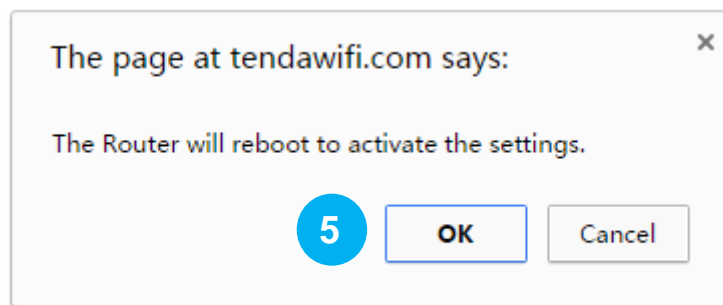 The page at tendawifi.com says:
×
The Router will reboot to activate the settings.
5 OK Cancel